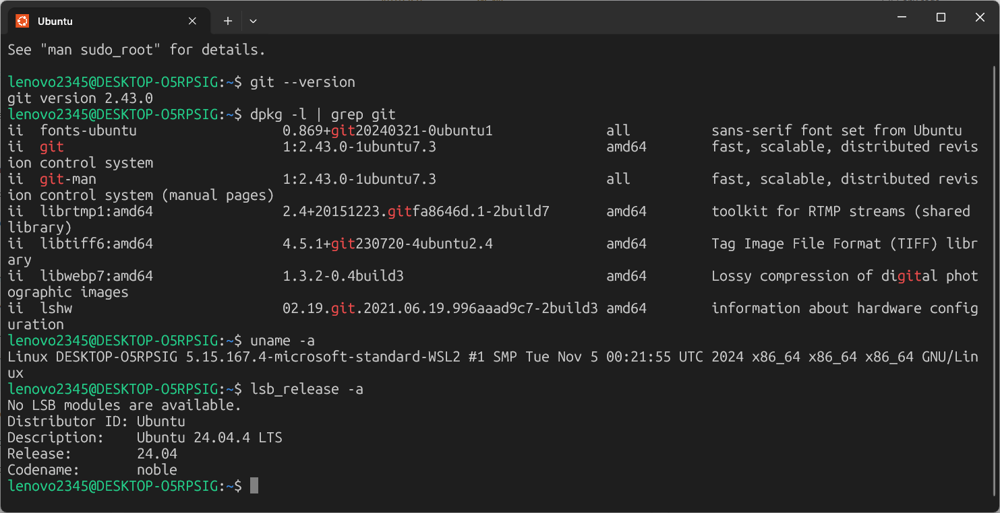 Ubuntu
See "man sudo_root" for details.
lenovo2345@DESKTOP-O5RPSIG:~$ git --version
git version 2.43.0
lenovo2345@DESKTOP-O5RPSIG:~$ dpkg -l | grep git
ii  fonts-ubuntu                  0.869+git20240321-0ubuntu1              all          sans-serif font set from Ubuntu
ii  git                           1:2.43.0-1ubuntu7.3                     amd64        fast, scalable, distributed revis
ion control system
ii  git-man                       1:2.43.0-1ubuntu7.3                     all          fast, scalable, distributed revis
ion control system (manual pages)
ii  librtmp1:amd64                2.4+20151223.gitfa8646d.1-2build7       amd64        toolkit for RTMP streams (shared
library)
ii  libtiff6:amd64                4.5.1+git230720-4ubuntu2.4              amd64        Tag Image File Format (TIFF) libr
ary
ii  libwebp7:amd64                1.3.2-0.4build3                         amd64        Lossy compression of digital phot
ographic images
ii  lshw                          02.19.git.2021.06.19.996aaad9c7-2build3 amd64        information about hardware config
uration
lenovo2345@DESKTOP-O5RPSIG:~$ uname -a
Linux DESKTOP-O5RPSIG 5.15.167.4-microsoft-standard-WSL2 #1 SMP Tue Nov 5 00:21:55 UTC 2024 x86_64 x86_64 x86_64 GNU/Lin
ux
lenovo2345@DESKTOP-O5RPSIG:~$ lsb_release -a
No LSB modules are available.
Distributor ID: Ubuntu
Description:    Ubuntu 24.04.4 LTS
Release:        24.04
Codename:       noble
lenovo2345@DESKTOP-O5RPSIG:~$